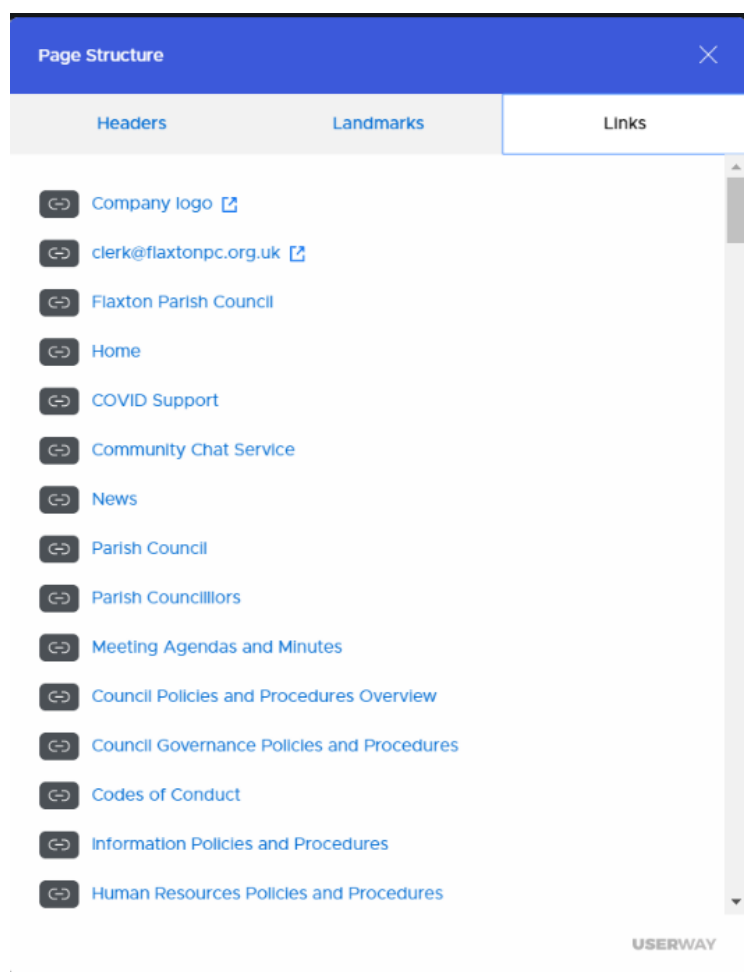 Page Structure
Headers
Landmarks
Links
Company logo
clerk@flaxtonpc.org.uk
Flaxton Parish Council
Home
COVID Support
Community Chat Service
News
Parish Council
Parish Councilllors
Meeting Agendas and Minutes
Council Policies and Procedures Overview
Council Governance Policies and Procedures
Codes of Conduct
Information Policies and Procedures
Human Resources Policies and Procedures
USERWAY